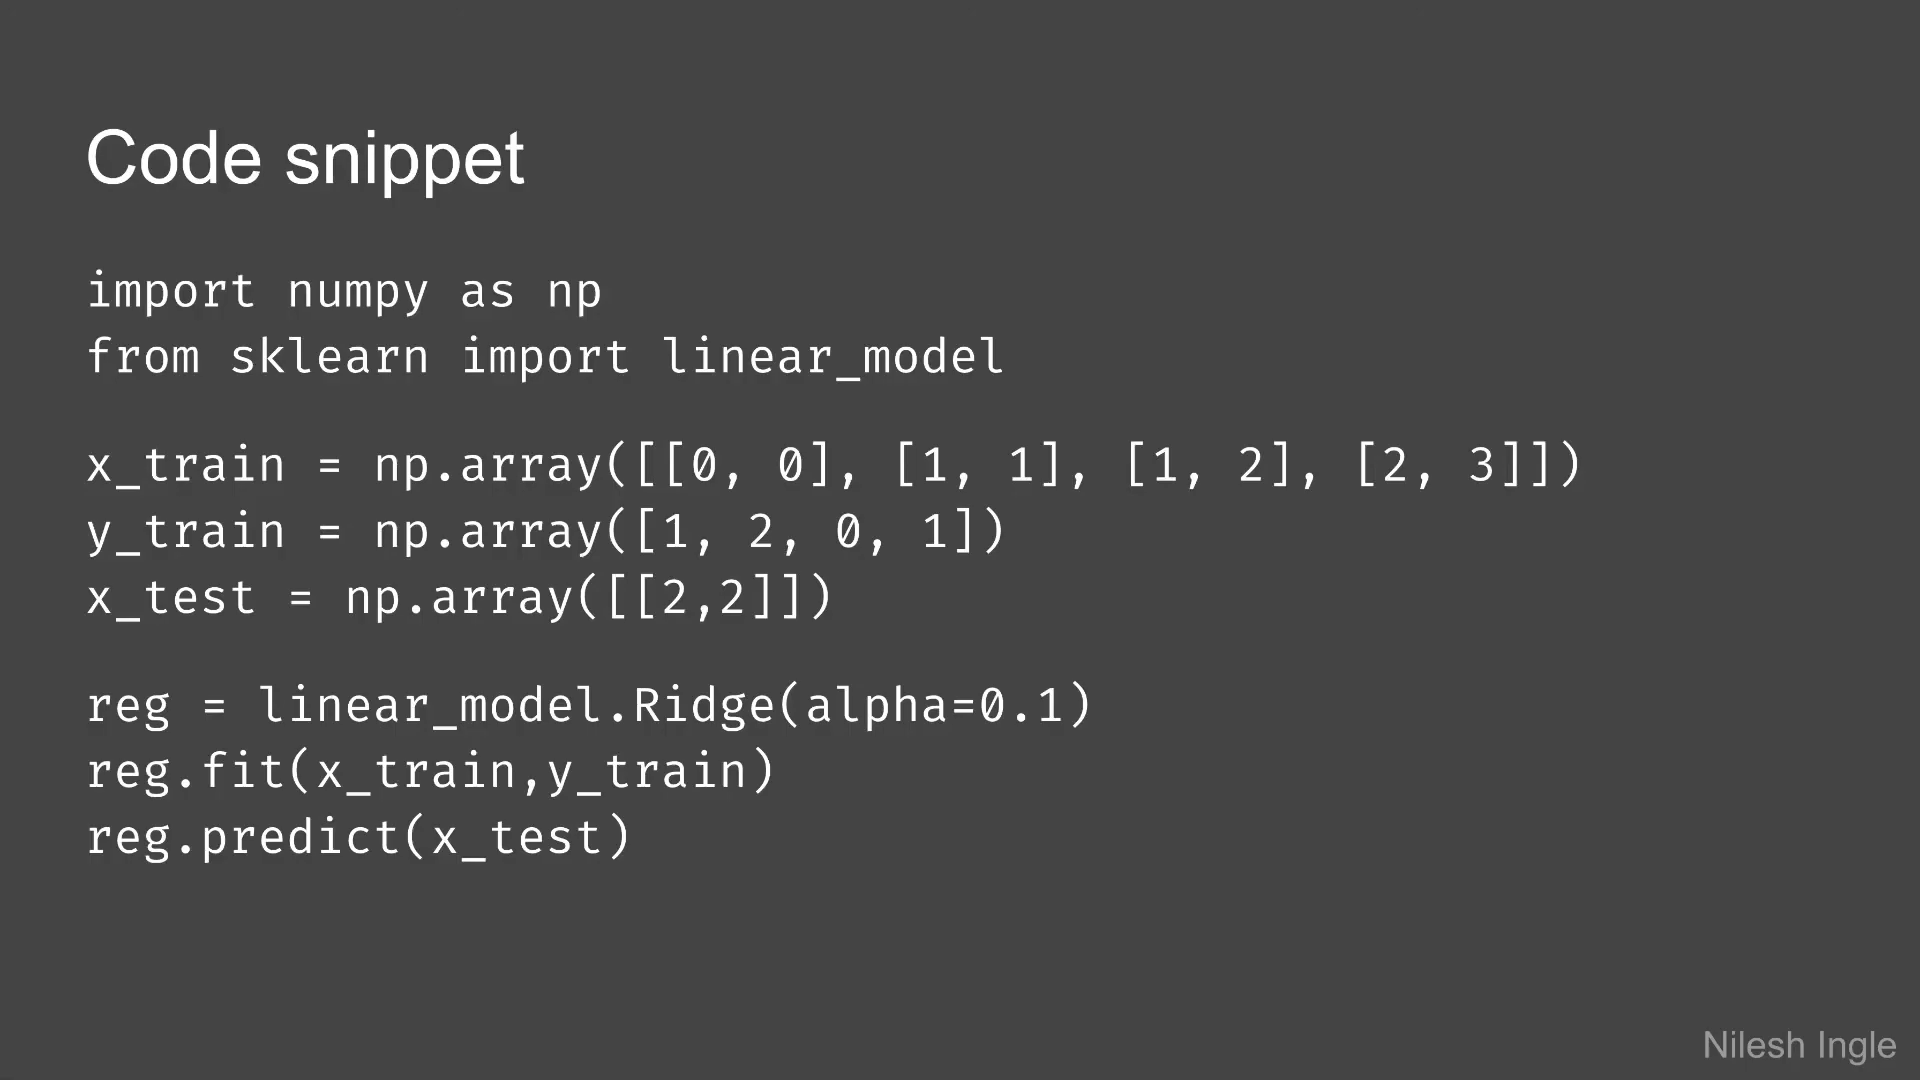 Code snippet
import numpy as np
from sklearn import linear_model
x_train = np.array([[0, 0], [1, 1], [1, 2], [2, 3]])
y_train = np.array([1, 2, 0, 1])
x_test = np.array([[2,2]])
reg = linear_model.Ridge(alpha=0.1)
reg.fit(x_train,y_train)
reg.predict(x_test)
Nilesh Ingle